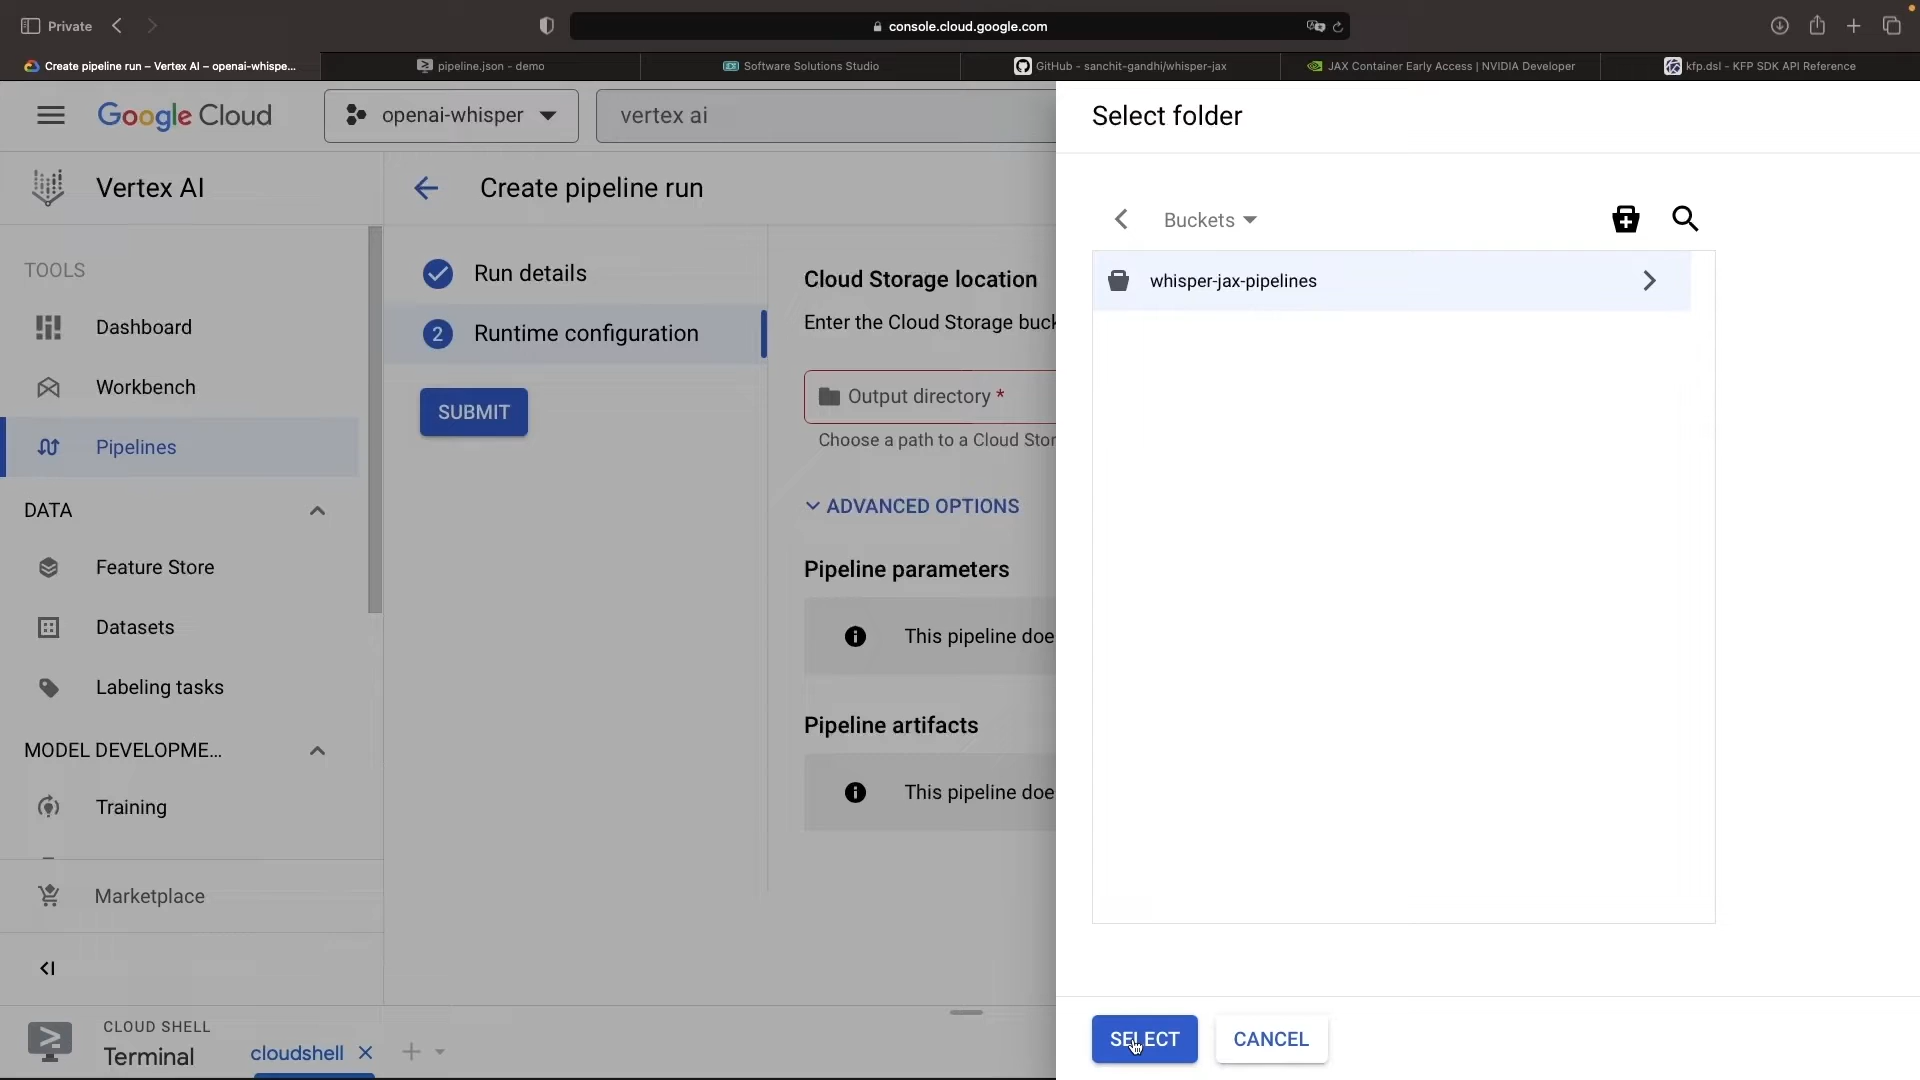 Private
console.cloud.google.com
Create pipeline run – Vertex AI – openai-whispe...
pipeline.json - demo
Software Solutions Studio
GitHub - sanchit-gandhi/whisper-jax
JAX Container Early Access | NVIDIA Developer
kfp.dsl - KFP SDK API Reference
Google Cloud
openai-whisper
vertex ai
Select folder
Vertex AI
Create pipeline run
Buckets
TOOLS
Run details
Cloud Storage location
whisper-jax-pipelines
Dashboard
2
Runtime configuration
Enter the Cloud Storage buck
Workbench
SUBMIT
Output directory *
Choose a path to a Cloud Stor
Pipelines
DATA
ADVANCED OPTIONS
Feature Store
Pipeline parameters
Datasets
This pipeline doe
Labeling tasks
Pipeline artifacts
MODEL DEVELOPME...
This pipeline doe
Training
Marketplace
CLOUD SHELL
Terminal
cloudshell
SELECT
CANCEL